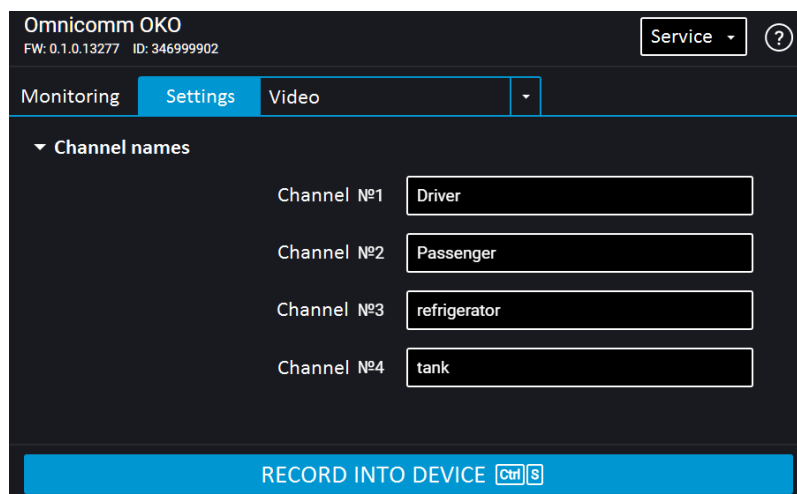 Omnicomm OKO
FW: 0.1.0.13277 ID: 346999902
Service
?
Monitoring Settings Video
Channel names
Channel №1 Driver
Channel №2 Passenger
Channel №3 refrigerator
Channel №4 tank
RECORD INTO DEVICE Ctrl S